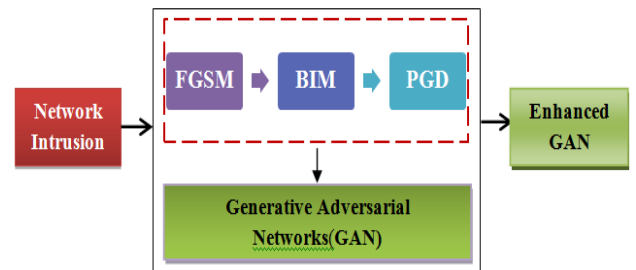 FGSM
BIM
PGD
Network
Intrusion
Enhanced
GAN
Generative Adversarial
Networks(GAN)